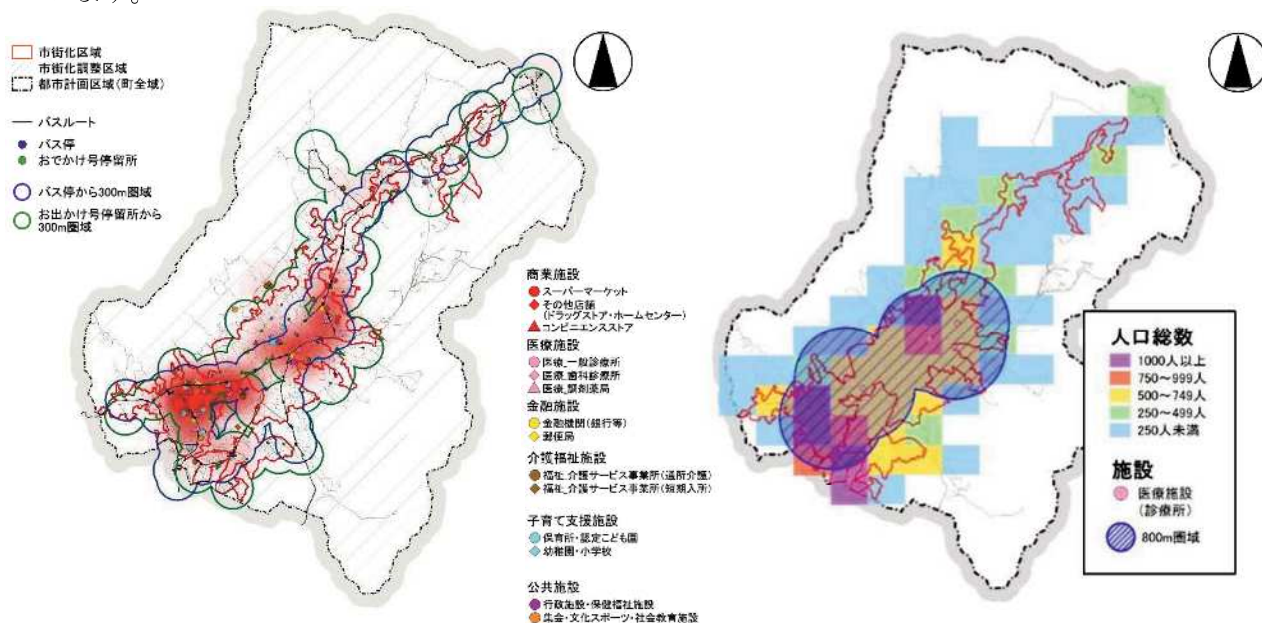 ます。
市街化区域
市街化調整区域
都市計画区域(町全域)
バスルート
バス停
おでかけ号停留所
バス停から300m圏域
お出かけ号停留所から
300m圏域
商業施設
スーパーマーケット
その他店舗
(ドラッグストア・ホームセンター)
コンビニエンスストア
医療施設
医療_一般診療所
医療_歯科診療所
医療_調剤薬局
金融施設
金融機関(銀行等)
郵便局
介護福祉施設
福祉_介護サービス事業所(通所介護)
福祉_介護サービス事業所(短期入所)
子育て支援施設
保育所・認定こども園
幼稚園・小学校
公共施設
行政施設・保健福祉施設
集会・文化スポーツ・社会教育施設
人口総数
1000人以上
750～999人
500～749人
250～499人
250人未満
施設
医療施設
(診療所)
800m圏域